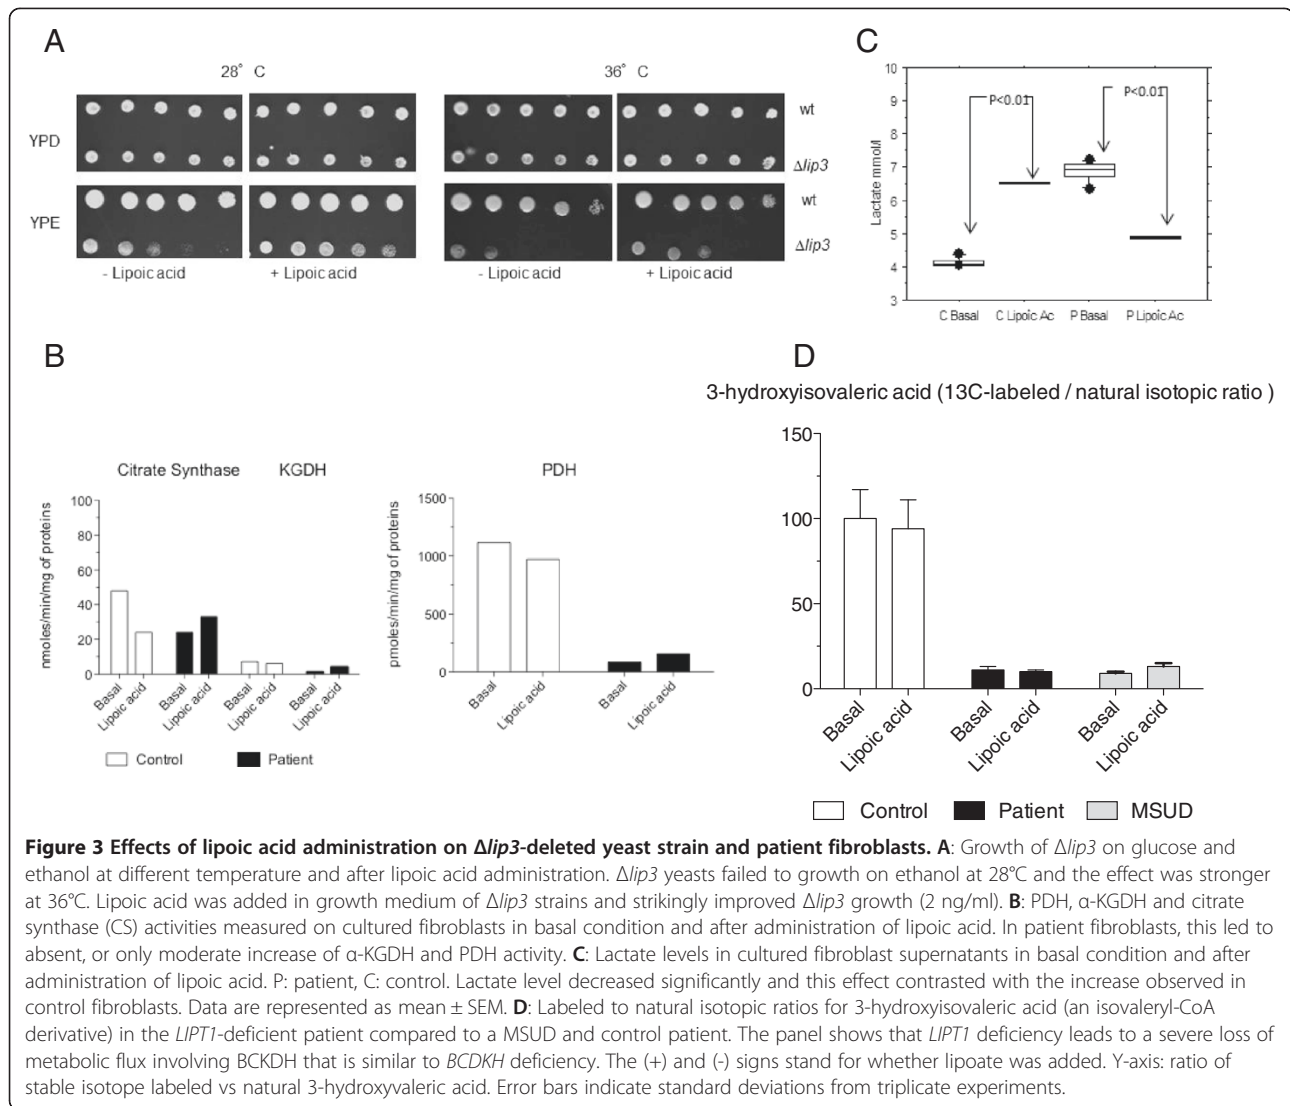 A
28° C
36° C
YPD
wt
Δlip3
YPE
wt
Δlip3
- Lipoic acid
+ Lipoic acid
- Lipoic acid
+ Lipoic acid
C
10
9
8
7
6
5
4
3
Lactate mmol/l
P<0.01
P<0.01
C Basal
C Lipoic Ac
P Basal
P Lipoic Ac
B
Citrate Synthase
KGDH
100
80
60
40
20
0
nmoles/min/mg of proteins
Basal
Lipoic acid
Basal
Lipoic acid
Basal
Lipoic acid
Basal
Lipoic acid
Control
Patient
PDH
1500
1000
500
0
pmoles/min/mg of proteins
Basal
Lipoic acid
Basal
Lipoic acid
D
3-hydroxyisovaleric acid (13C-labeled / natural isotopic ratio )
150
100
50
0
Basal
Lipoic acid
Basal
Lipoic acid
Basal
Lipoic acid
Control
Patient
MSUD
Figure 3 Effects of lipoic acid administration on Δlip3-deleted yeast strain and patient fibroblasts. A: Growth of Δlip3 on glucose and
ethanol at different temperature and after lipoic acid administration. Δlip3 yeasts failed to growth on ethanol at 28°C and the effect was stronger
at 36°C. Lipoic acid was added in growth medium of Δlip3 strains and strikingly improved Δlip3 growth (2 ng/ml). B: PDH, α-KGDH and citrate
synthase (CS) activities measured on cultured fibroblasts in basal condition and after administration of lipoic acid. In patient fibroblasts, this led to
absent, or only moderate increase of α-KGDH and PDH activity. C: Lactate levels in cultured fibroblast supernatants in basal condition and after
administration of lipoic acid. P: patient, C: control. Lactate level decreased significantly and this effect contrasted with the increase observed in
control fibroblasts. Data are represented as mean ± SEM. D: Labeled to natural isotopic ratios for 3-hydroxyisovaleric acid (an isovaleryl-CoA
derivative) in the LIPT1-deficient patient compared to a MSUD and control patient. The panel shows that LIPT1 deficiency leads to a severe loss of
metabolic flux involving BCKDH that is similar to BCDKH deficiency. The (+) and (-) signs stand for whether lipoate was added. Y-axis: ratio of
stable isotope labeled vs natural 3-hydroxyvaleric acid. Error bars indicate standard deviations from triplicate experiments.